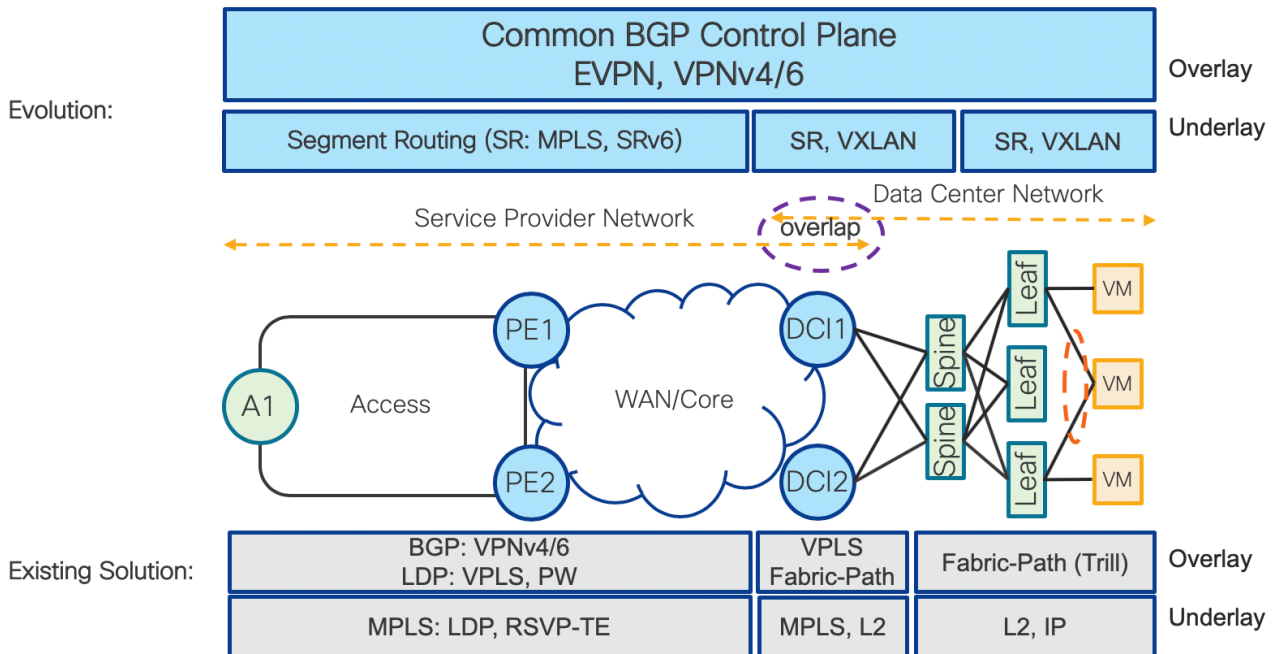 Common BGP Control Plane
EVPN, VPNv4/6
Overlay
Evolution:
Segment Routing (SR: MPLS, SRv6)
SR, VXLAN
SR, VXLAN
Underlay
Data Center Network
Service Provider Network
overlap
Leaf
VM
PE1
DCI1
Spine
A1
Access
WAN/Core
Leaf
VM
Spine
PE2
DCI2
Leaf
VM
Existing Solution:
BGP: VPNv4/6
LDP: VPLS, PW
VPLS
Fabric-Path
Fabric-Path (Trill)
Overlay
MPLS: LDP, RSVP-TE
MPLS, L2
L2, IP
Underlay